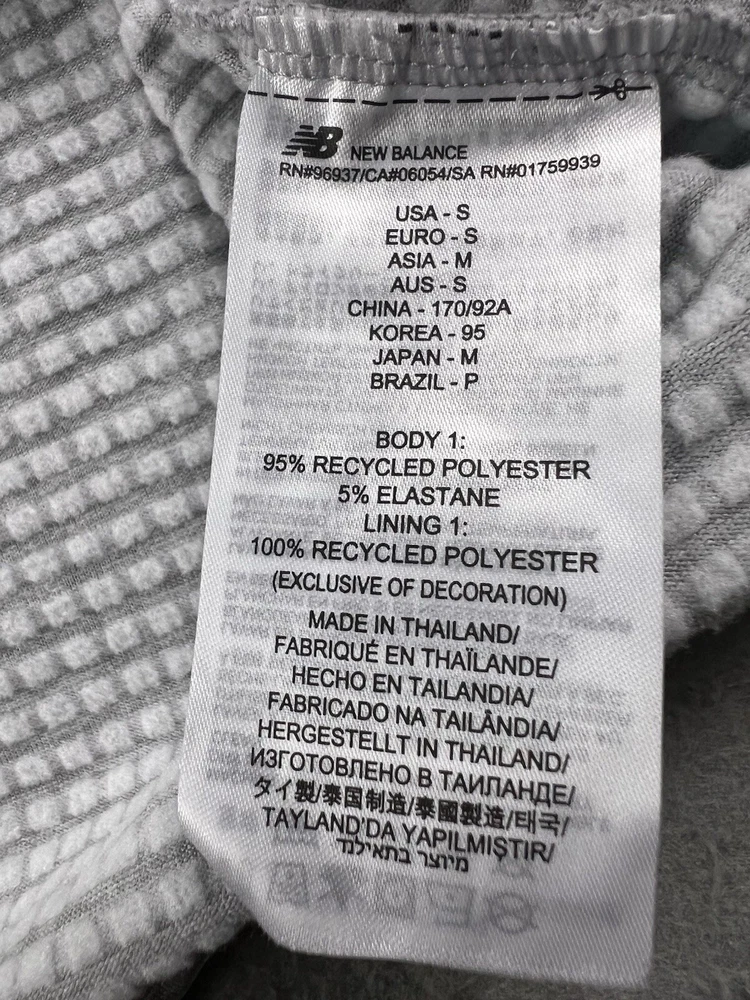 NB NEW BALANCE
RN#96937/CA#06054/SA RN#01759939
USA - S
EURO - S
ASIA - M
AUS - S
CHINA - 170/92A
KOREA - 95
JAPAN - M
BRAZIL - P
BODY 1:
95% RECYCLED POLYESTER
5% ELASTANE
LINING 1:
100% RECYCLED POLYESTER
(EXCLUSIVE OF DECORATION)
MADE IN THAILAND/
FABRIQUÉ EN THAÏLANDE/
HECHO EN TAILANDIA/
FABRICADO NA TAILÂNDIA/
HERGESTELLT IN THAILAND/
ИЗГОТОВЛЕНО В ТАИЛАНДЕ/
タイ製/泰国制造/泰國製造/태국/
TAYLAND'DA YAPILMIŞTIR/
מיוצר בתאילנד